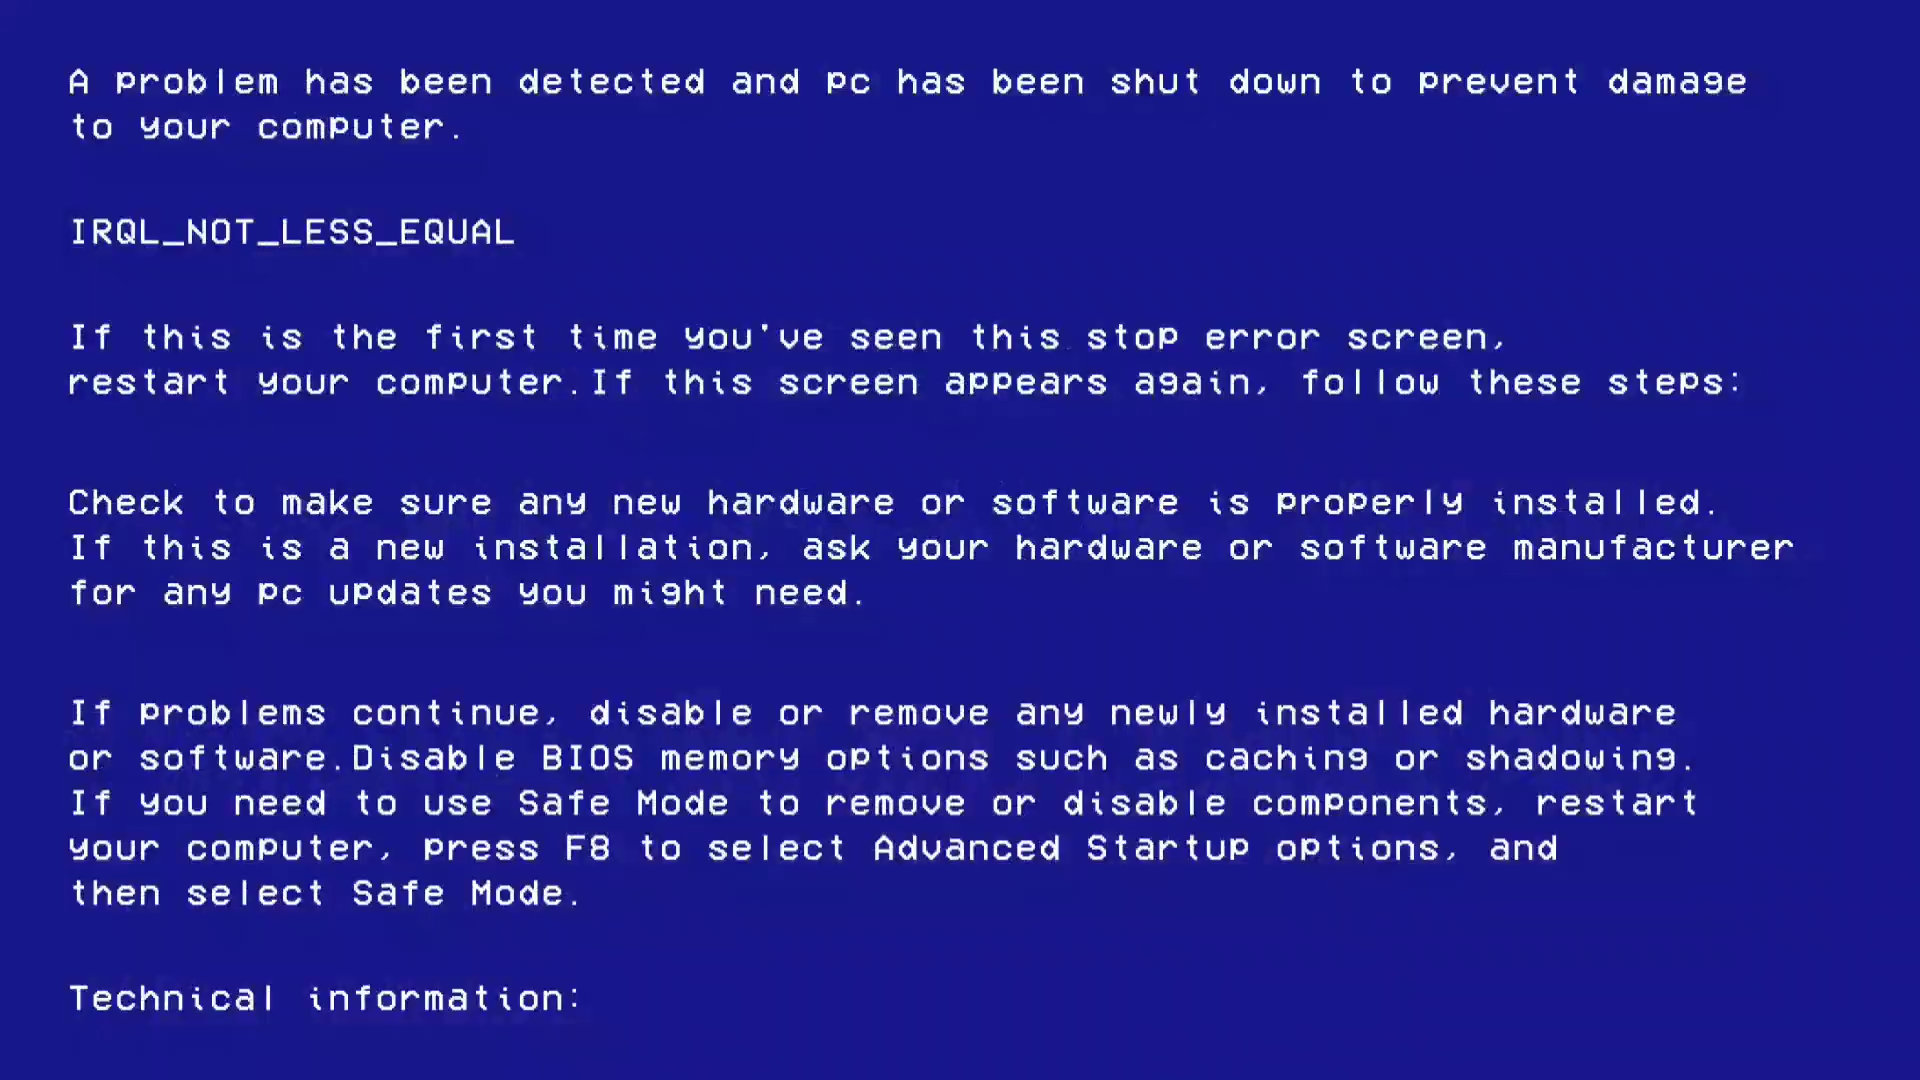 A problem has been detected and pc has been shut down to prevent damage
to your computer.
IRQL_NOT_LESS_EQUAL
If this is the first time you've seen this stop error screen,
restart your computer.If this screen appears again, follow these steps:
Check to make sure any new hardware or software is properly installed.
If this is a new installation, ask your hardware or software manufacturer
for any pc updates you might need.
If problems continue, disable or remove any newly installed hardware
or software.Disable BIOS memory options such as caching or shadowing.
If you need to use Safe Mode to remove or disable components, restart
your computer, press F8 to select Advanced Startup options, and
then select Safe Mode.
Technical information: